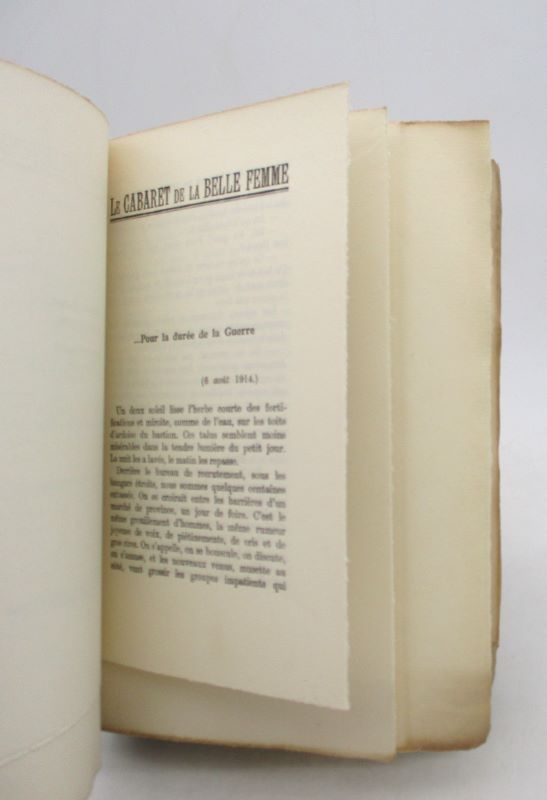 LE CABARET DE LA BELLE FEMME
...Pour la durée de la Guerre
(6 août 1914.)
Un doux soleil lisse l'herbe courte des forti-
fications et miroite, comme de l'eau, sur les toits
d'ardoise du bastion. Ces talus semblent moins
misérables dans la tendre lumière du petit jour.
La nuit les a lavés, le matin les repasse.
Derrière le bureau de recrutement, sous les
hangars étroits, nous sommes quelques centaines
entassés. On se croirait entre les barrières d'un
marché de province, un jour de foire. C'est le
même grouillement d'hommes, la même rumeur
joyeuse de voix, de piétinements, de cris et de
gros rires. On s'appelle, on se bouscule, on discute,
on s'amuse, et les nouveaux venus, musette au
côté, vont grossir les groupes impatients qui